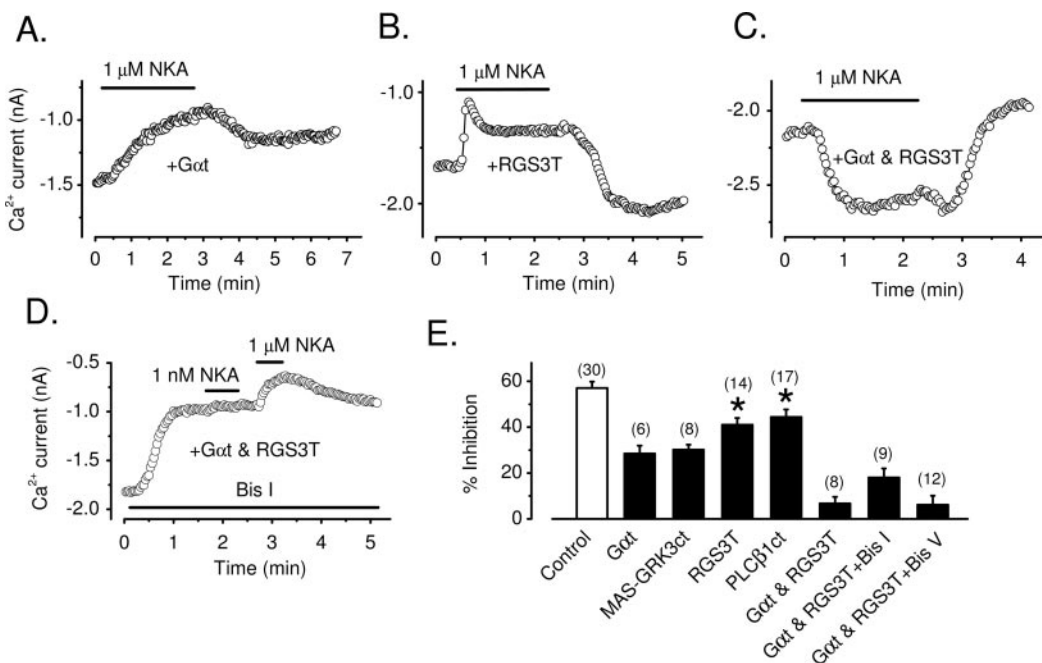 A.
1 μM NKA
Ca²⁺ current (nA)
-1.0
-1.5
+Gαt
0 1 2 3 4 5 6 7
Time (min)
B.
1 μM NKA
-1.0
-2.0
+RGS3T
0 1 2 3 4 5
Time (min)
C.
1 μM NKA
-2.0
-2.5
+Gαt & RGS3T
0 1 2 3 4
Time (min)
D.
Ca²⁺ current (nA)
-0.5
-1.0
-1.5
-2.0
1 nM NKA
1 μM NKA
+Gαt & RGS3T
Bis I
0 1 2 3 4 5
Time (min)
E.
% Inhibition
60
40
20
0
(30)
(6)
(8)
(14)
*
(17)
*
(8)
(9)
(12)
Control
Gαt
MAS-GRK3ct
RGS3T
PLCβ1ct
Gαt & RGS3T
Gαt & RGS3T+Bis I
Gαt & RGS3T+Bis V